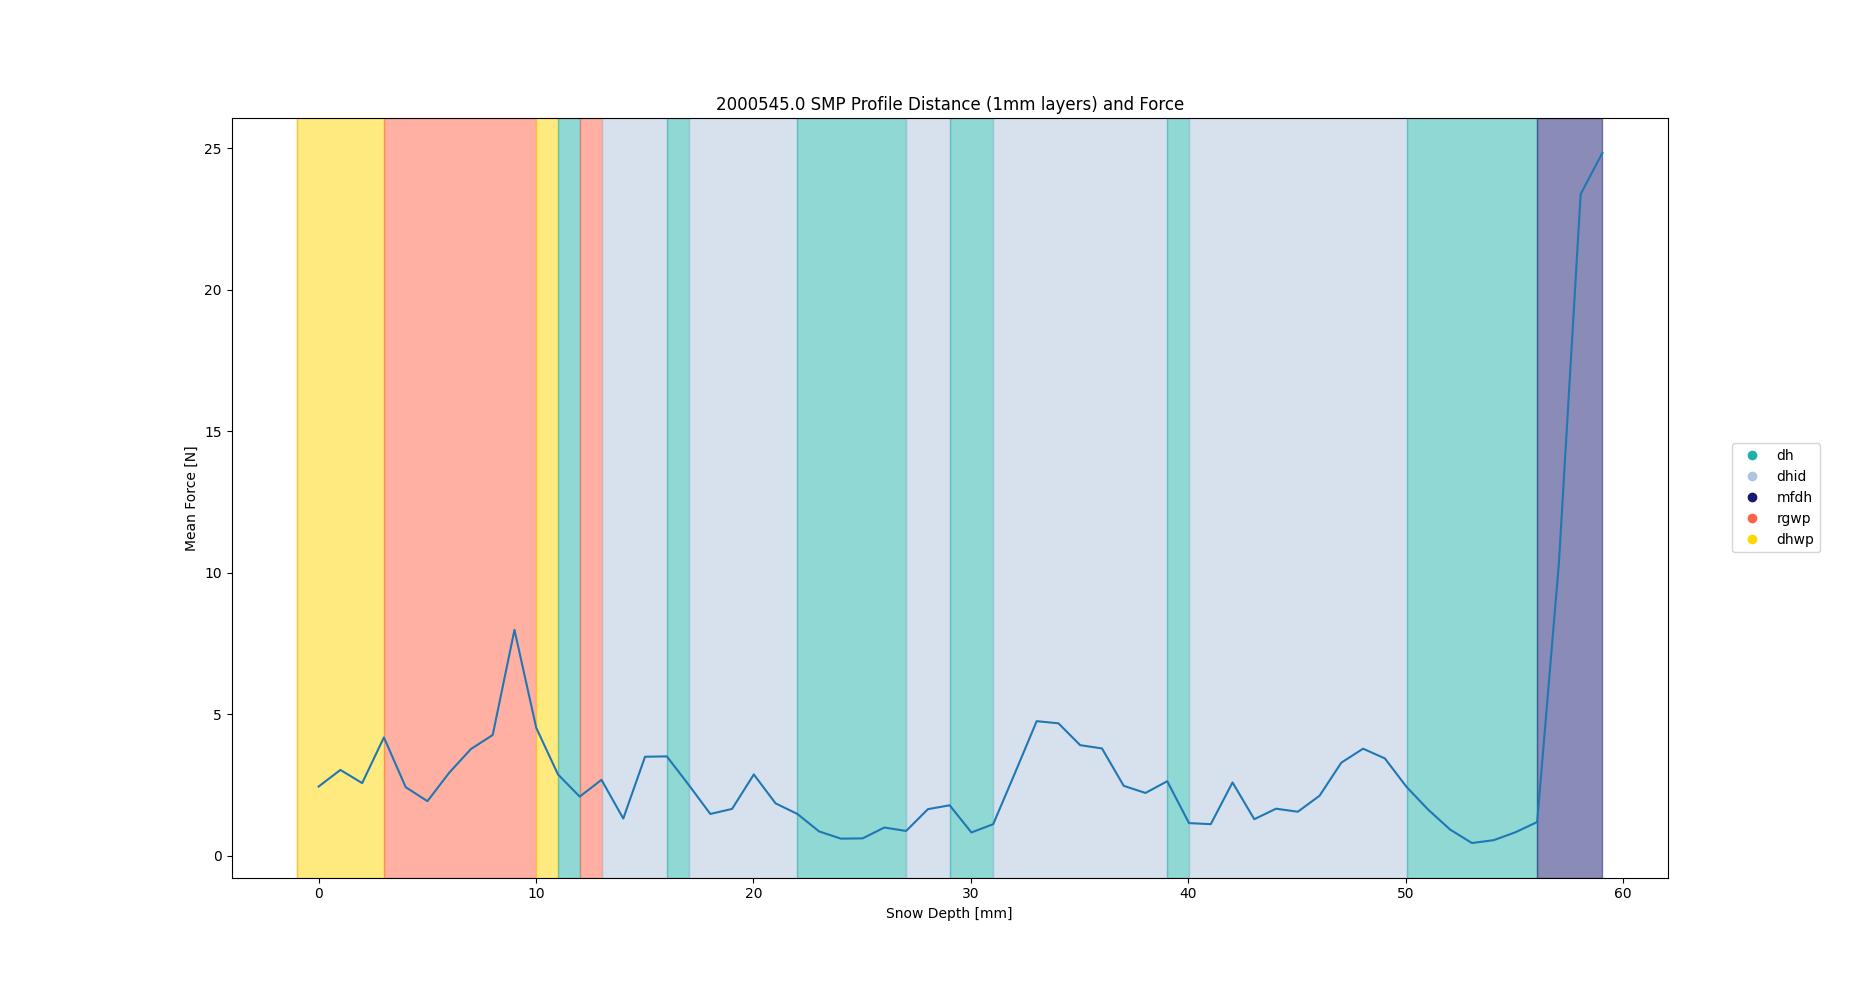 2000545.0 SMP Profile Distance (1mm layers) and Force
25
20
15
10
5
0
Mean Force [N]
0 10 20 30 40 50 60
Snow Depth [mm]
dh
dhid
mfdh
rgwp
dhwp